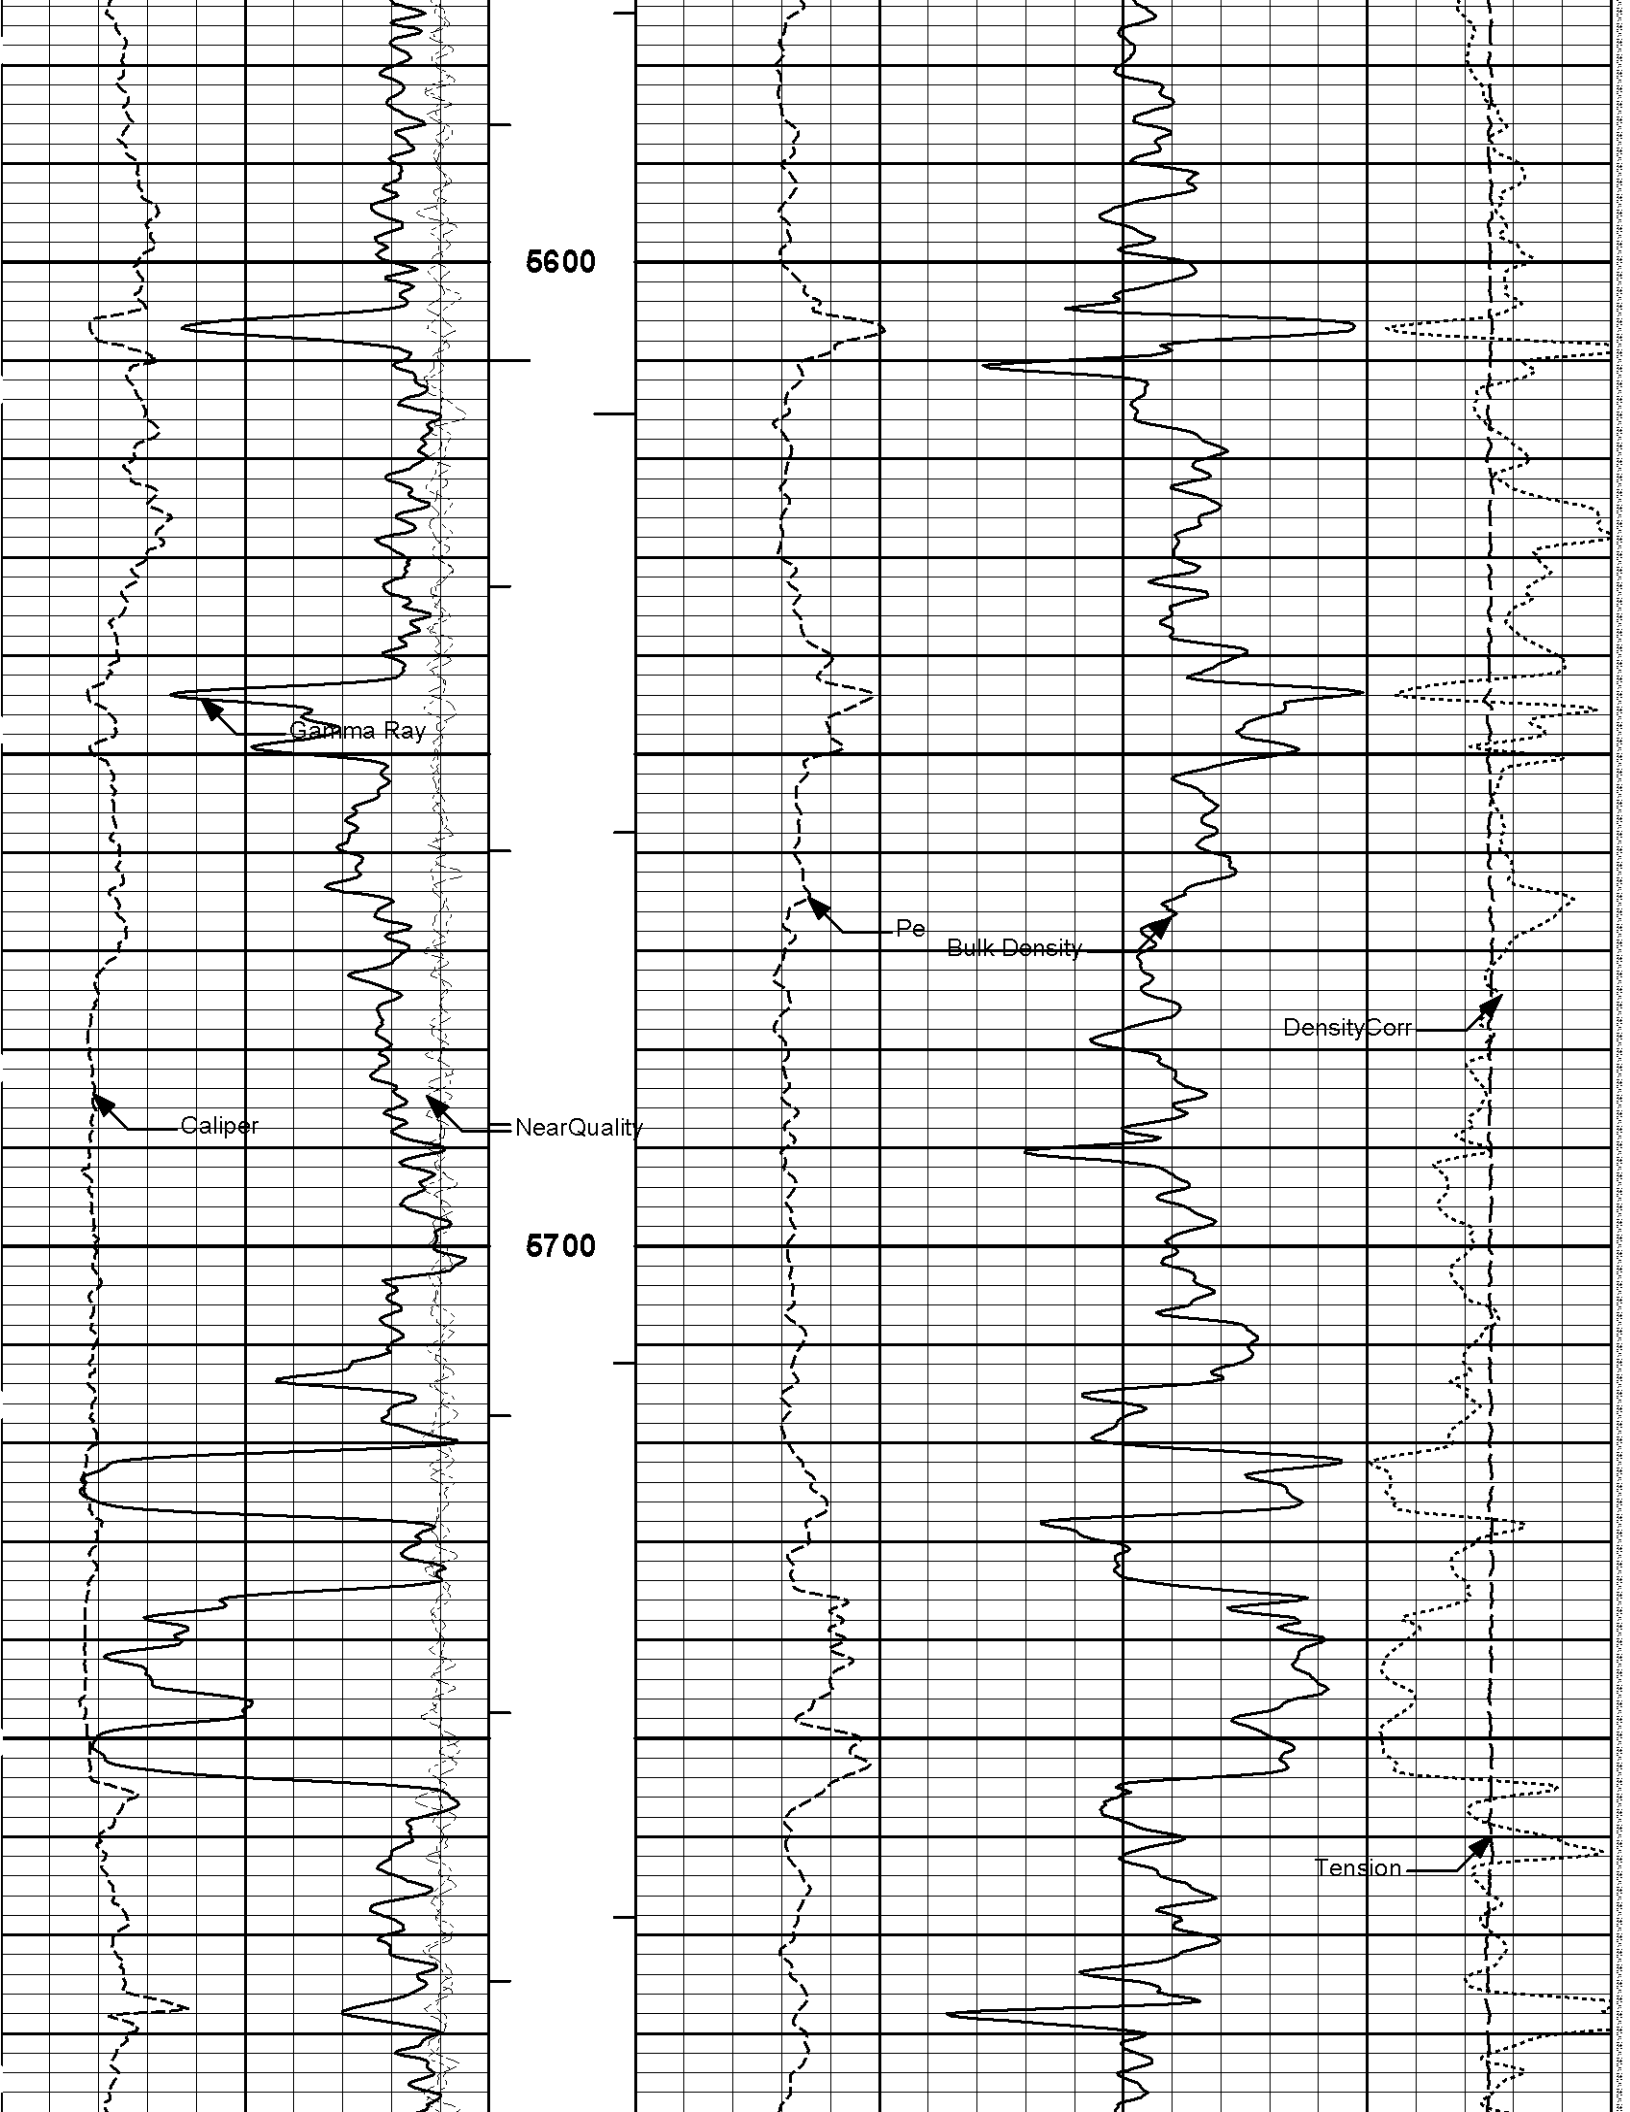 5600
Gamma Ray
Pe
Bulk Density
DensityCorr
Caliper
NearQuality
5700
Tension